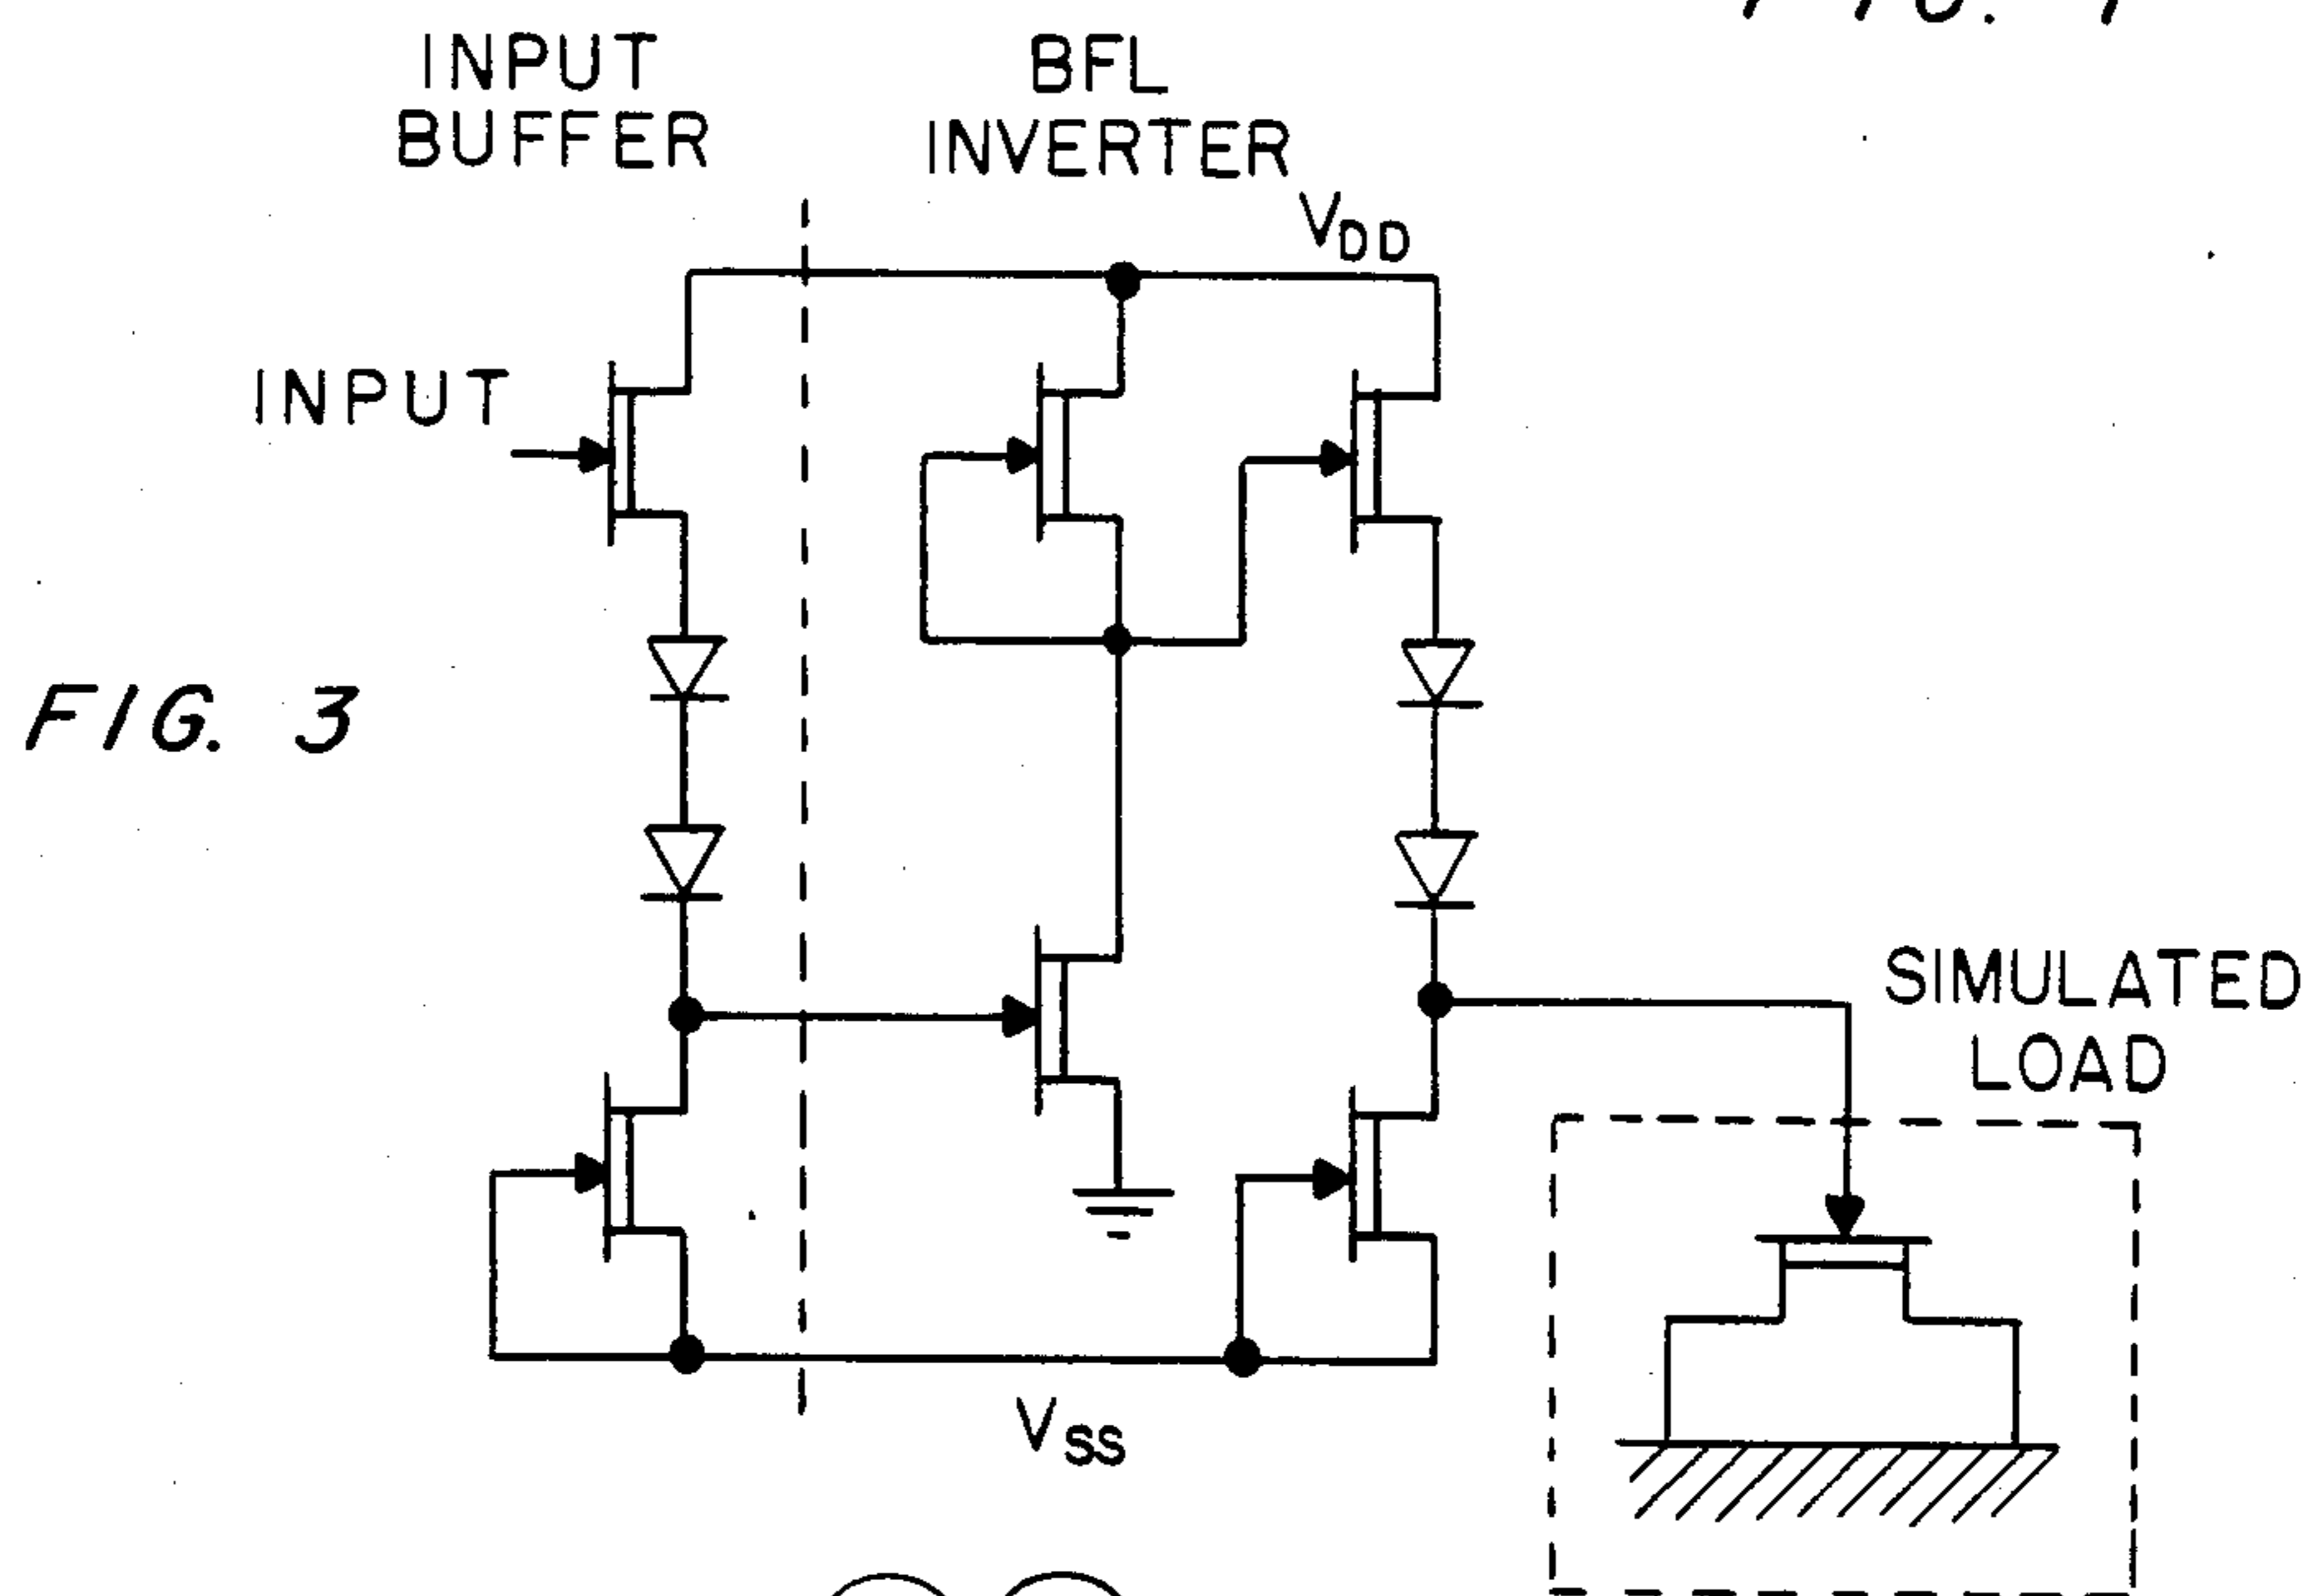 INPUT
BUFFER
BFL
INVERTER
VDD
INPUT
FIG. 3
SIMULATED
LOAD
VSS